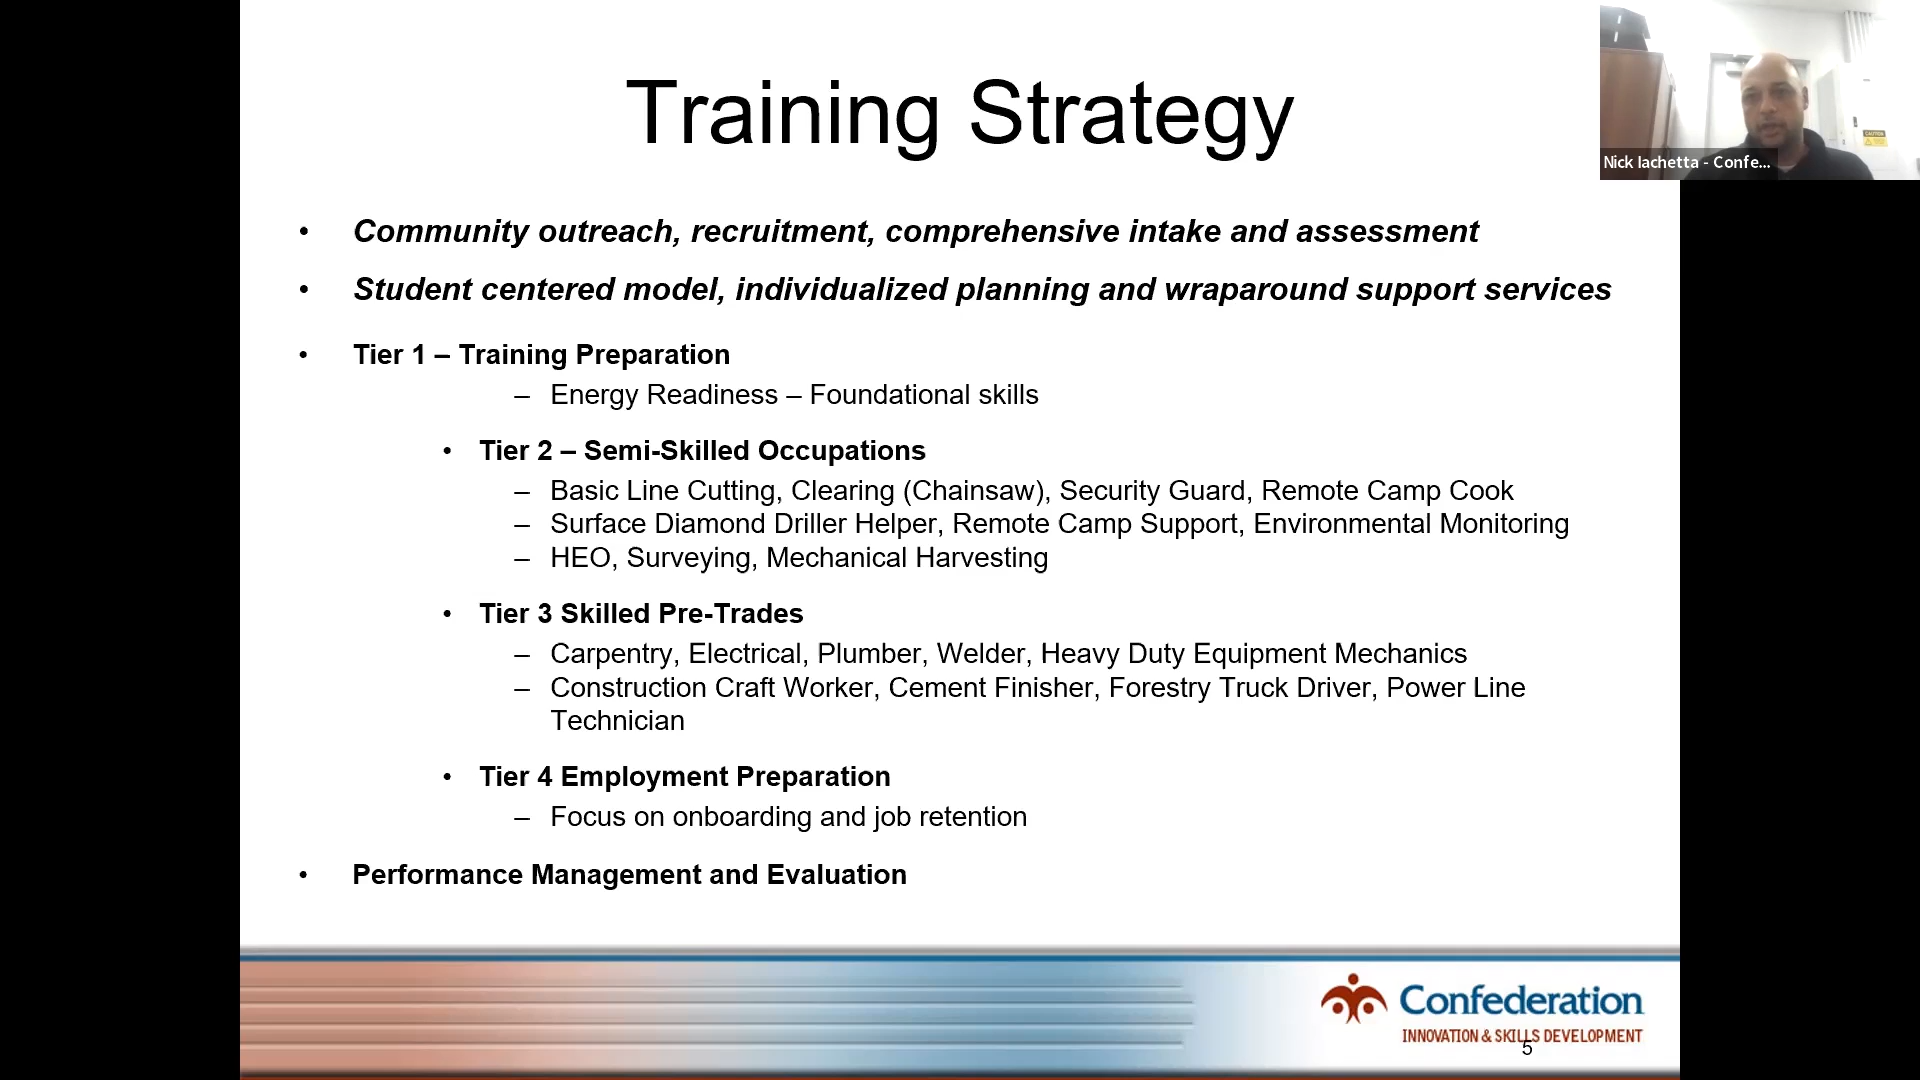 Training Strategy
Nick Iachetta - Confe...
CAUTION
• Community outreach, recruitment, comprehensive intake and assessment
• Student centered model, individualized planning and wraparound support services
• Tier 1 – Training Preparation
– Energy Readiness – Foundational skills
• Tier 2 – Semi-Skilled Occupations
– Basic Line Cutting, Clearing (Chainsaw), Security Guard, Remote Camp Cook
– Surface Diamond Driller Helper, Remote Camp Support, Environmental Monitoring
– HEO, Surveying, Mechanical Harvesting
• Tier 3 Skilled Pre-Trades
– Carpentry, Electrical, Plumber, Welder, Heavy Duty Equipment Mechanics
– Construction Craft Worker, Cement Finisher, Forestry Truck Driver, Power Line
Technician
• Tier 4 Employment Preparation
– Focus on onboarding and job retention
• Performance Management and Evaluation
Confederation
INNOVATION & SKILLS DEVELOPMENT
5